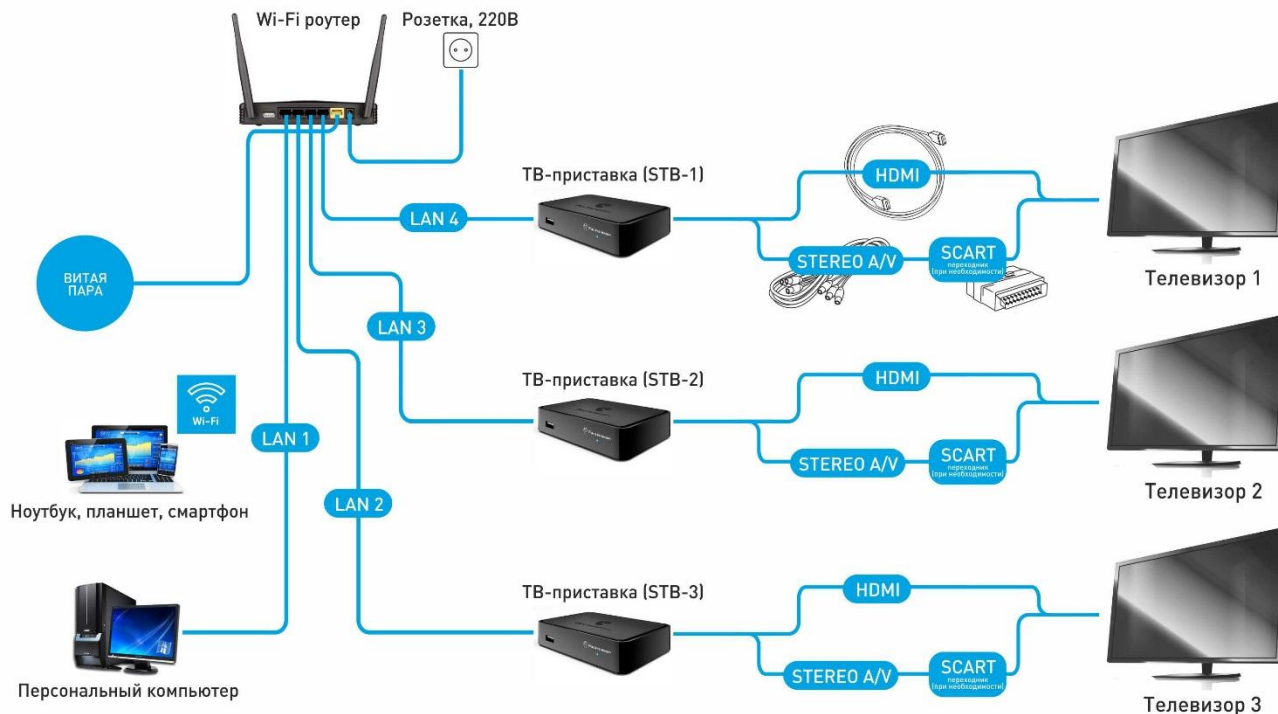 Wi-Fi роутер
Розетка, 220В
ТВ-приставка (STB-1)
HDMI
LAN 4
STEREO A/V
SCART
переходник
(при необходимости)
Телевизор 1
ВИТАЯ
ПАРА
LAN 3
ТВ-приставка (STB-2)
HDMI
Wi-Fi
LAN 1
STEREO A/V
SCART
переходник
(при необходимости)
Телевизор 2
LAN 2
Ноутбук, планшет, смартфон
ТВ-приставка (STB-3)
HDMI
STEREO A/V
SCART
переходник
(при необходимости)
Персональный компьютер
Телевизор 3